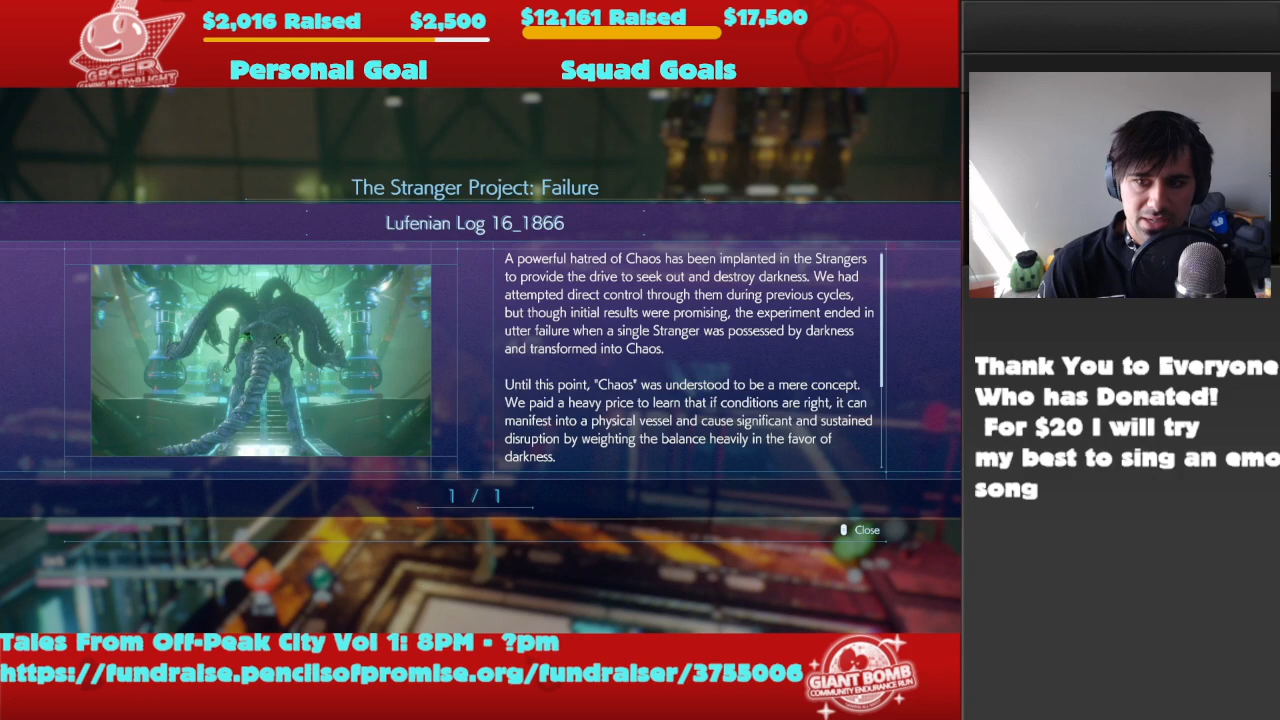 $2,016 Raised $2,500
$12,161 Raised $17,500
Personal Goal
Squad Goals
GBCER
GAMING IN STARLIGHT
The Stranger Project: Failure
Lufenian Log 16_1866
A powerful hatred of Chaos has been implanted in the Strangers
to provide the drive to seek out and destroy darkness. We had
attempted direct control through them during previous cycles,
but though initial results were promising, the experiment ended in
utter failure when a single Stranger was possessed by darkness
and transformed into Chaos.
Until this point, "Chaos" was understood to be a mere concept.
We paid a heavy price to learn that if conditions are right, it can
manifest into a physical vessel and cause significant and sustained
disruption by weighting the balance heavily in the favor of
darkness.
1 / 1
Close
Thank You to Everyone
Who has Donated!
For $20 I will try
my best to sing an emo
song
Tales From Off-Peak City Vol 1: 8PM - ?pm
https://fundraise.pencilsofpromise.org/fundraiser/3755006
GIANT BOMB
COMMUNITY ENDURANCE RUN